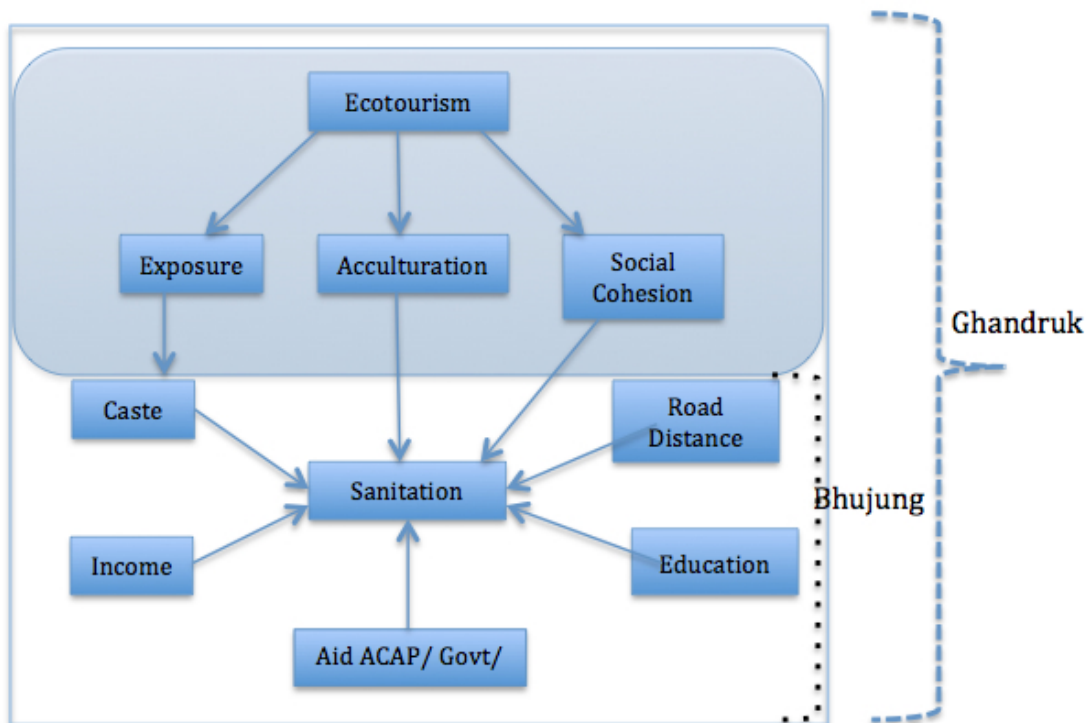 Ecotourism
Exposure
Acculturation
Social
Cohesion
Ghandruk
Caste
Road
Distance
Sanitation
Bhujung
Income
Education
Aid ACAP/ Govt/